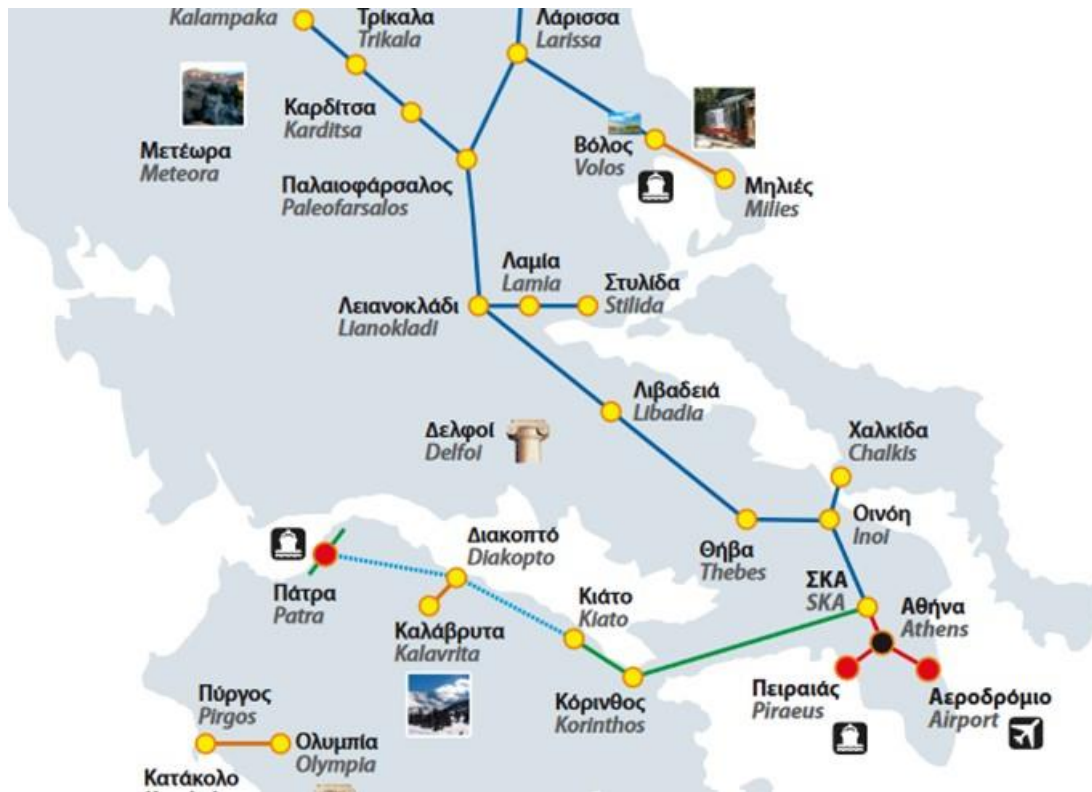 Kalampaka
Τρίκαλα
Trikala
Λάρισσα
Larissa
Καρδίτσα
Karditsa
Μετέωρα
Meteora
Βόλος
Volos
Μηλιές
Milies
Παλαιοφάρσαλος
Paleofarsalos
Λαμία
Lamia
Στυλίδα
Stilida
Λειανοκλάδι
Lianokladi
Λιβαδειά
Libadia
Δελφοί
Delfoi
Χαλκίδα
Chalkis
Οινόη
Inoi
Θήβα
Thebes
Διακοπτό
Diakopto
Πάτρα
Patra
Κιάτο
Kiato
ΣΚΑ
SKA
Αθήνα
Athens
Καλάβρυτα
Kalavrita
Κόρινθος
Korinthos
Πειραιάς
Piraeus
Αεροδρόμιο
Airport
Πύργος
Pirgos
Ολυμπία
Olympia
Κατάκολο